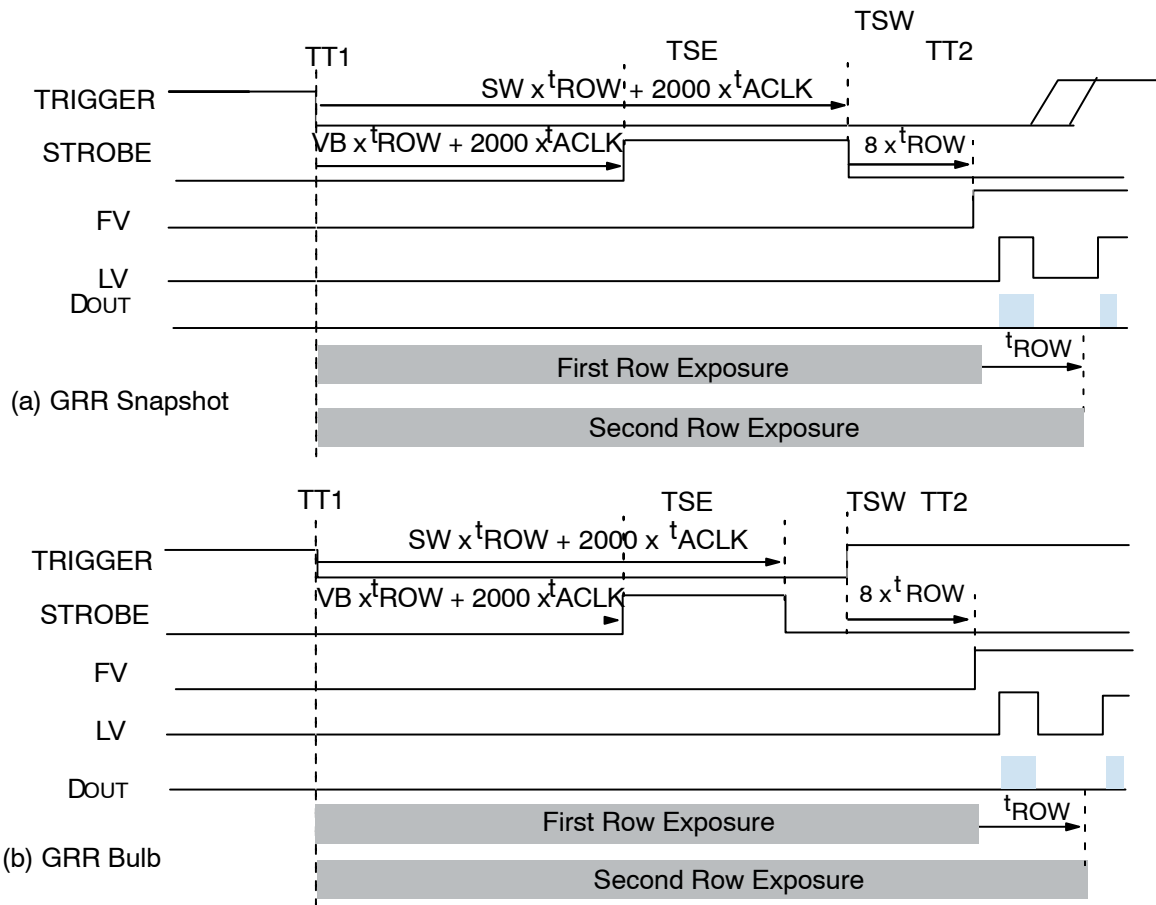 TSW
TT1 TSE TT2
SW x tROW + 2000 x tACLK
TRIGGER
VB x tROW + 2000 x tACLK 8 x tROW
STROBE
FV
LV
DOUT
tROW
First Row Exposure
(a) GRR Snapshot
Second Row Exposure
TT1 TSE TSW TT2
SW x tROW + 2000 x tACLK
TRIGGER
VB x tROW + 2000 x tACLK 8 x tROW
STROBE
FV
LV
DOUT
tROW
First Row Exposure
(b) GRR Bulb
Second Row Exposure